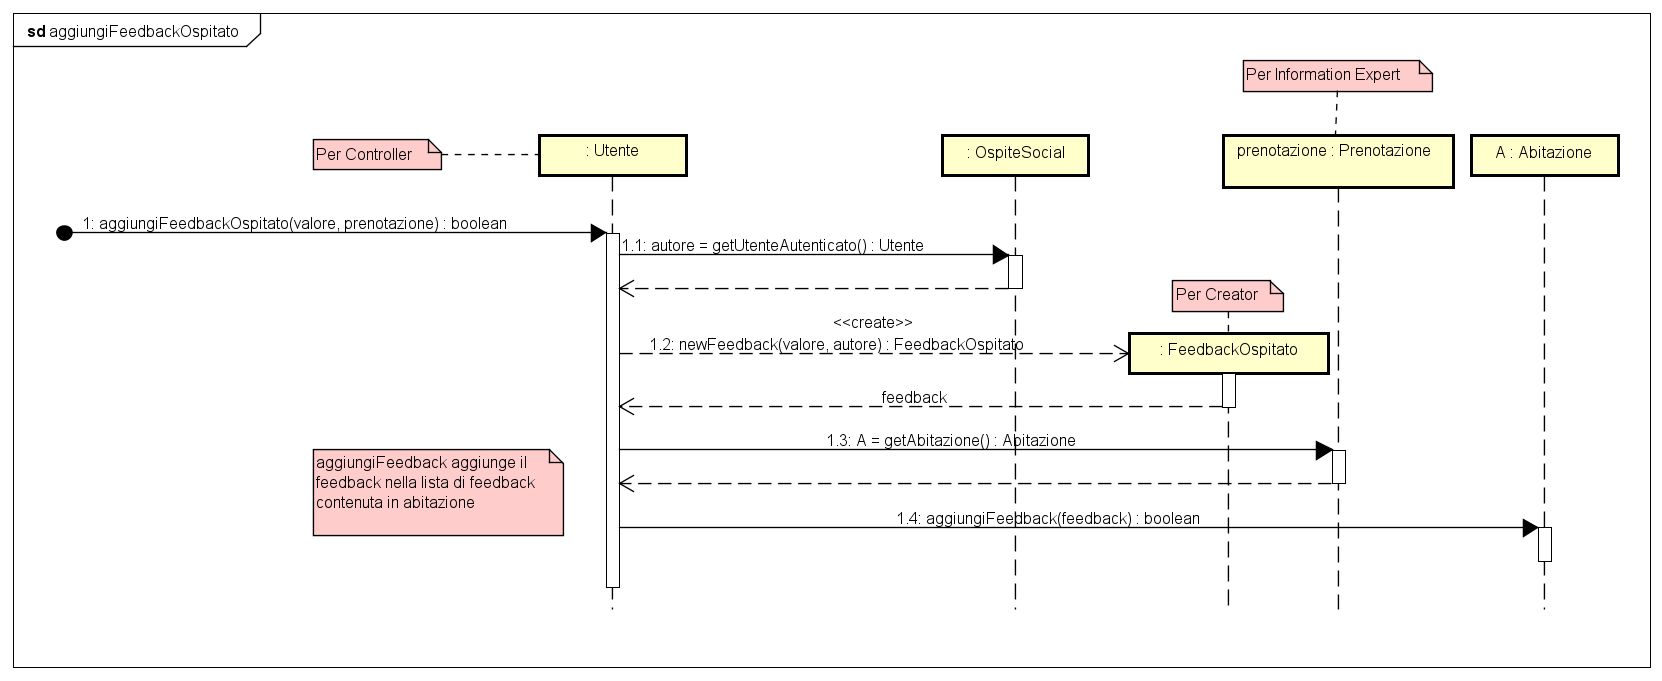 sd aggiungiFeedbackOspitato
Per Information Expert
Per Controller
: Utente
: OspiteSocial
prenotazione : Prenotazione
A : Abitazione
1: aggiungiFeedbackOspitato(valore, prenotazione) : boolean
1.1: autore = getUtenteAutenticato() : Utente
Per Creator
<<create>>
1.2: newFeedback(valore, autore) : FeedbackOspitato
: FeedbackOspitato
feedback
1.3: A = getAbitazione() : Abitazione
aggiungiFeedback aggiunge il
feedback nella lista di feedback
contenuta in abitazione
1.4: aggiungiFeedback(feedback) : boolean